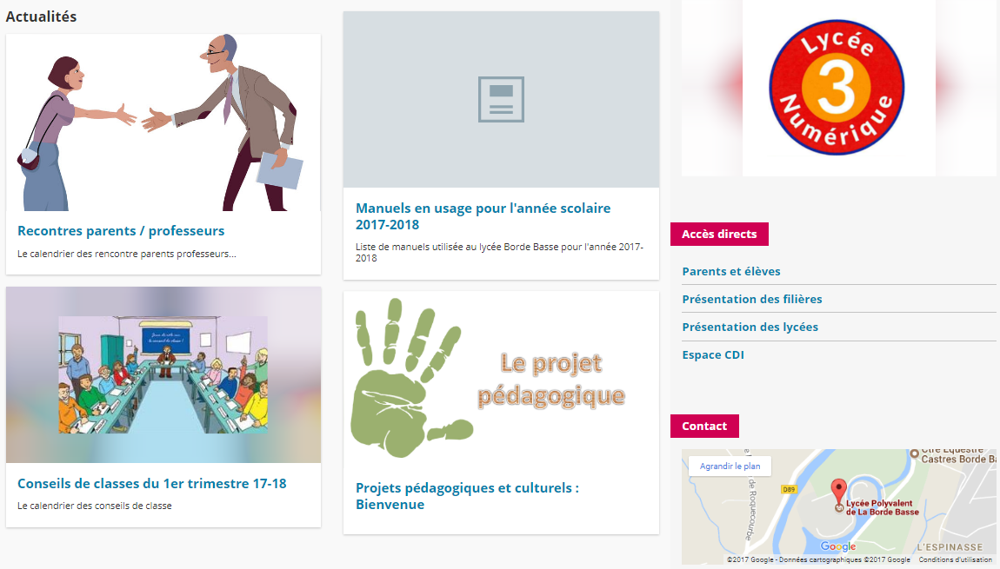 Actualités
Recontres parents / professeurs
Le calendrier des rencontre parents professeurs...
Conseils de classes du 1er trimestre 17-18
Le calendrier des conseils de classe
Manuels en usage pour l'année scolaire
2017-2018
Liste de manuels utilisée au lycée Borde Basse pour l'année 2017-
2018
Le projet
pédagogique
Projets pédagogiques et culturels :
Bienvenue
Lycée
3
Numérique
Accès directs
Parents et élèves
Présentation des filières
Présentation des lycées
Espace CDI
Contact
Agrandir le plan
Ctre Equestre
Castres Borde Ba
de Roquecourbe
D89
Lycée Polyvalent
de La Borde Basse
L'ESPINASSE
Google
©2017 Google - Données cartographiques ©2017 Google Conditions d'utilisation